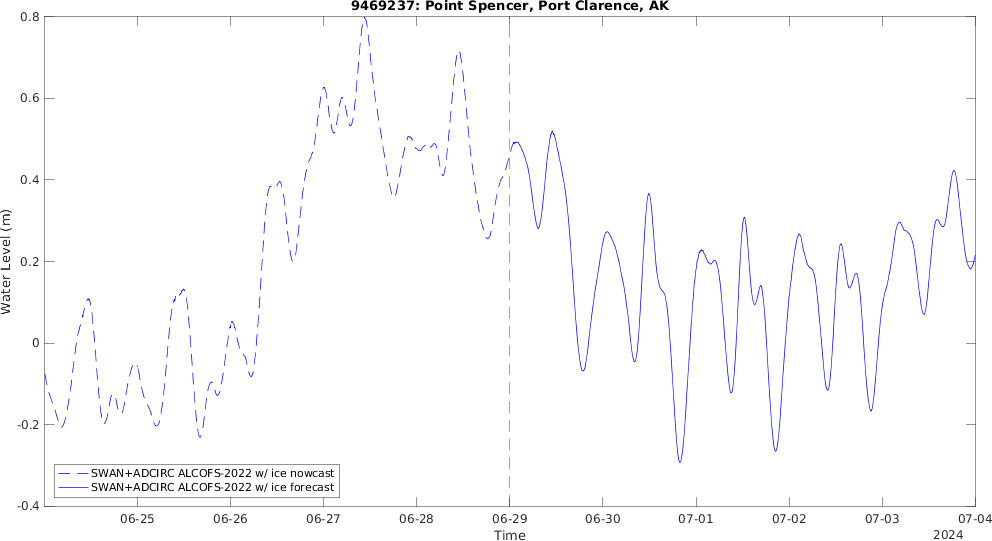 9469237: Point Spencer, Port Clarence, AK
0.8
0.6
0.4
0.2
0
-0.2
-0.4
Water Level (m)
SWAN+ADCIRC ALCOFS-2022 w/ ice nowcast
SWAN+ADCIRC ALCOFS-2022 w/ ice forecast
06-25 06-26 06-27 06-28 06-29 06-30 07-01 07-02 07-03 07-04
Time
2024